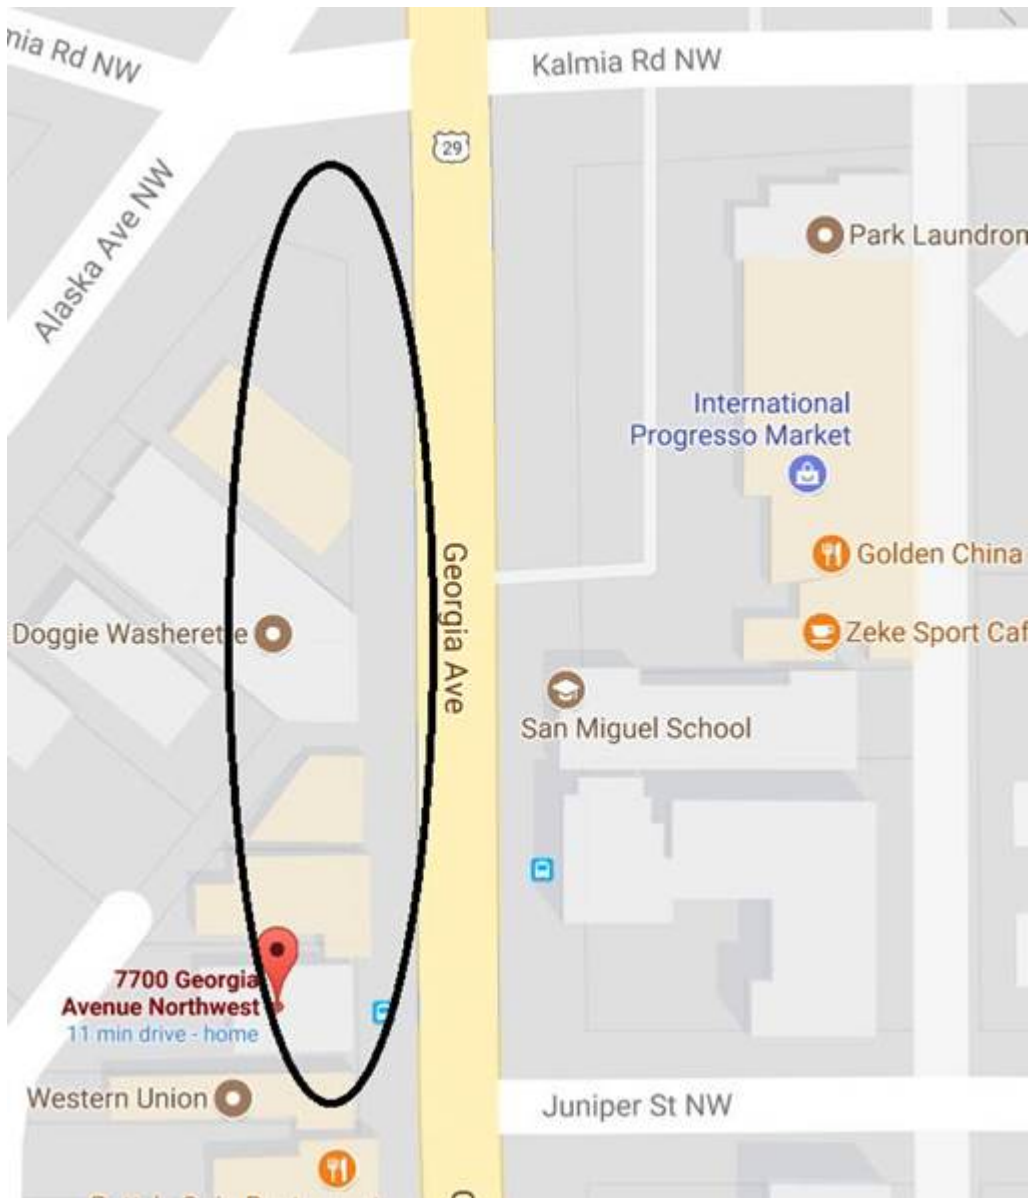 mia Rd NW
Kalmia Rd NW
29
Alaska Ave NW
Park Laundrom
International
Progresso Market
Golden China
Georgia Ave
Doggie Washerette
Zeke Sport Caf
San Miguel School
7700 Georgia
Avenue Northwest
11 min drive - home
Western Union
Juniper St NW